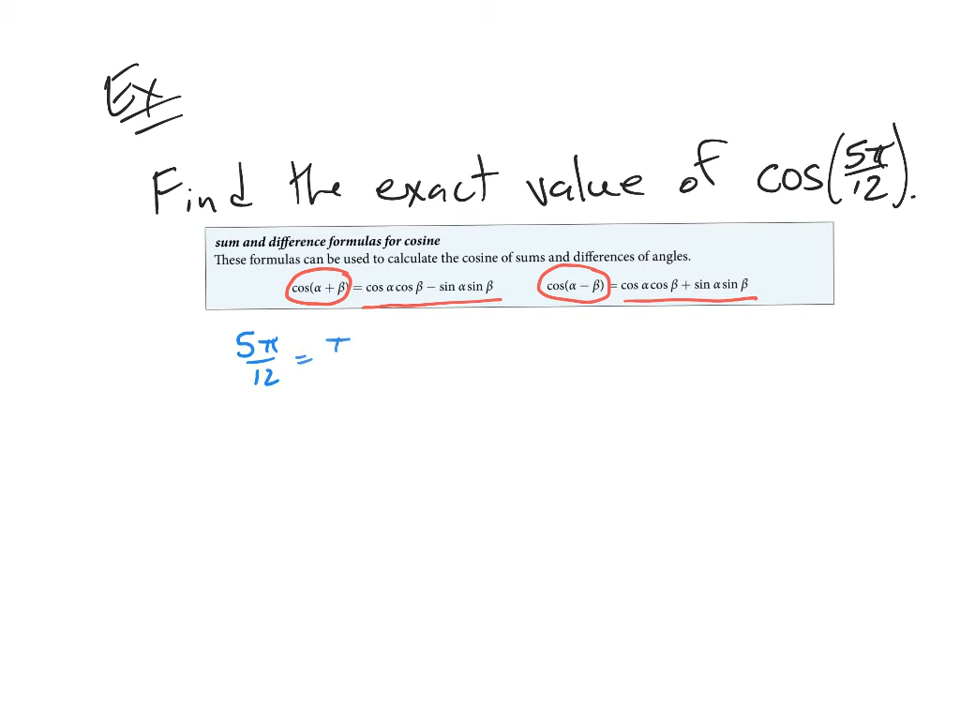 Ex
Find the exact value of cos(5π/12).
sum and difference formulas for cosine
These formulas can be used to calculate the cosine of sums and differences of angles.
cos(α + β) = cos α cos β − sin α sin β cos(α − β) = cos α cos β + sin α sin β
5π/12 =